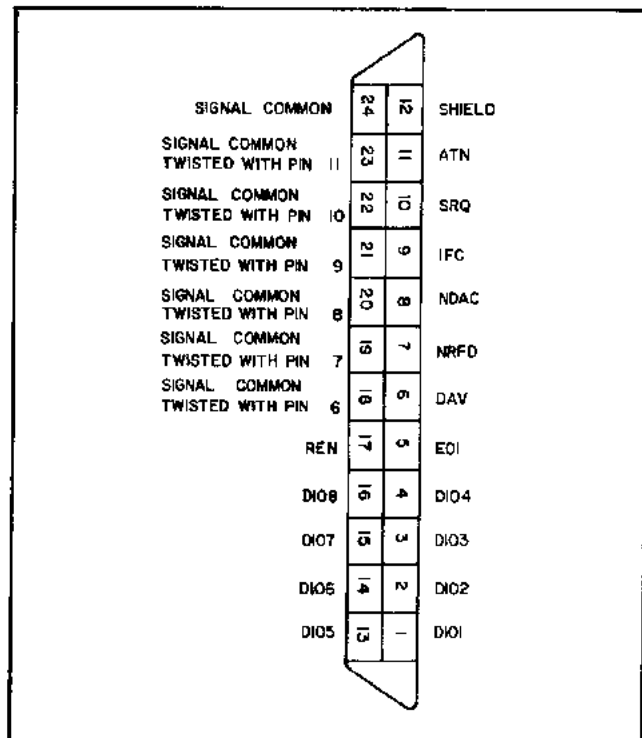 SIGNAL COMMON 24 12 SHIELD
SIGNAL COMMON
TWISTED WITH PIN 11 23 11 ATN
SIGNAL COMMON
TWISTED WITH PIN 10 22 10 SRQ
SIGNAL COMMON
TWISTED WITH PIN 9 21 9 IFC
SIGNAL COMMON
TWISTED WITH PIN 8 20 8 NDAC
SIGNAL COMMON
TWISTED WITH PIN 7 19 7 NRFD
SIGNAL COMMON
TWISTED WITH PIN 6 18 6 DAV
REN 17 5 EOI
DIO8 16 4 DIO4
DIO7 15 3 DIO3
DIO6 14 2 DIO2
DIO5 13 1 DIO1